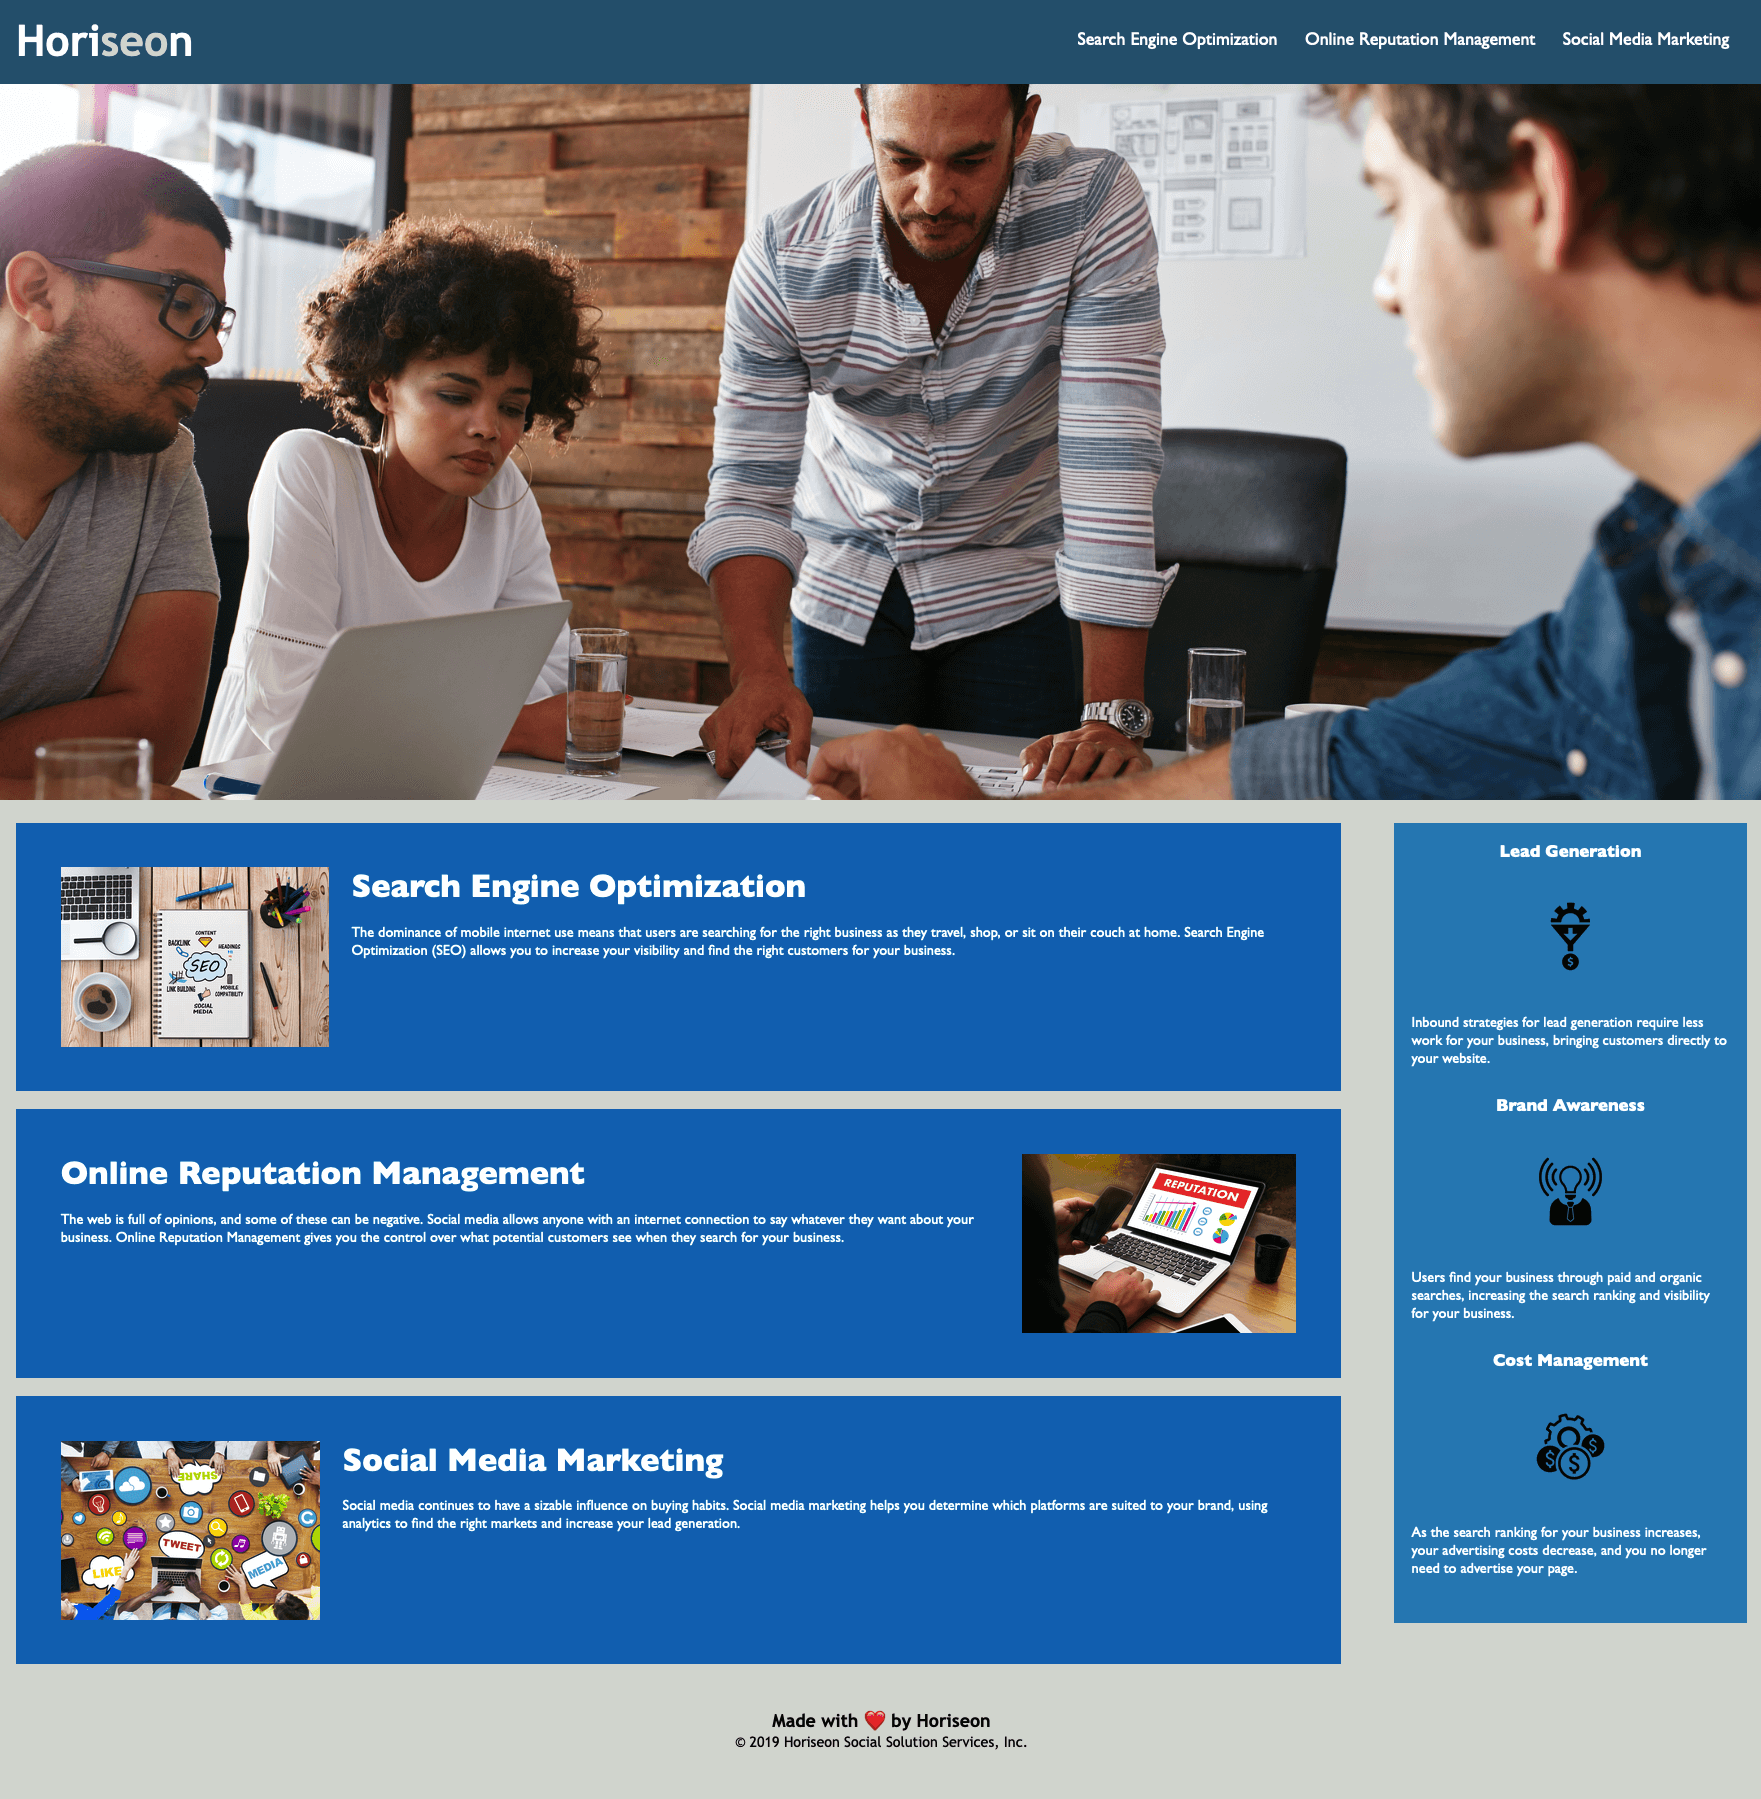 Horiseon
Search Engine Optimization
Online Reputation Management
Social Media Marketing
CONTENT
BACKLINK
HEADINGS
SEO
LINK BUILDING
MOBILE
COMPATIBILITY
SOCIAL
MEDIA
Search Engine Optimization
The dominance of mobile internet use means that users are searching for the right business as they travel, shop, or sit on their couch at home. Search Engine
Optimization (SEO) allows you to increase your visibility and find the right customers for your business.
Online Reputation Management
The web is full of opinions, and some of these can be negative. Social media allows anyone with an internet connection to say whatever they want about your
business. Online Reputation Management gives you the control over what potential customers see when they search for your business.
REPUTATION
SHARE
TWEET
LIKE
MEDIA
Social Media Marketing
Social media continues to have a sizable influence on buying habits. Social media marketing helps you determine which platforms are suited to your brand, using
analytics to find the right markets and increase your lead generation.
Lead Generation
$
Inbound strategies for lead generation require less
work for your business, bringing customers directly to
your website.
Brand Awareness
Users find your business through paid and organic
searches, increasing the search ranking and visibility
for your business.
Cost Management
$
$
$
As the search ranking for your business increases,
your advertising costs decrease, and you no longer
need to advertise your page.
Made with ❤️ by Horiseon
© 2019 Horiseon Social Solution Services, Inc.